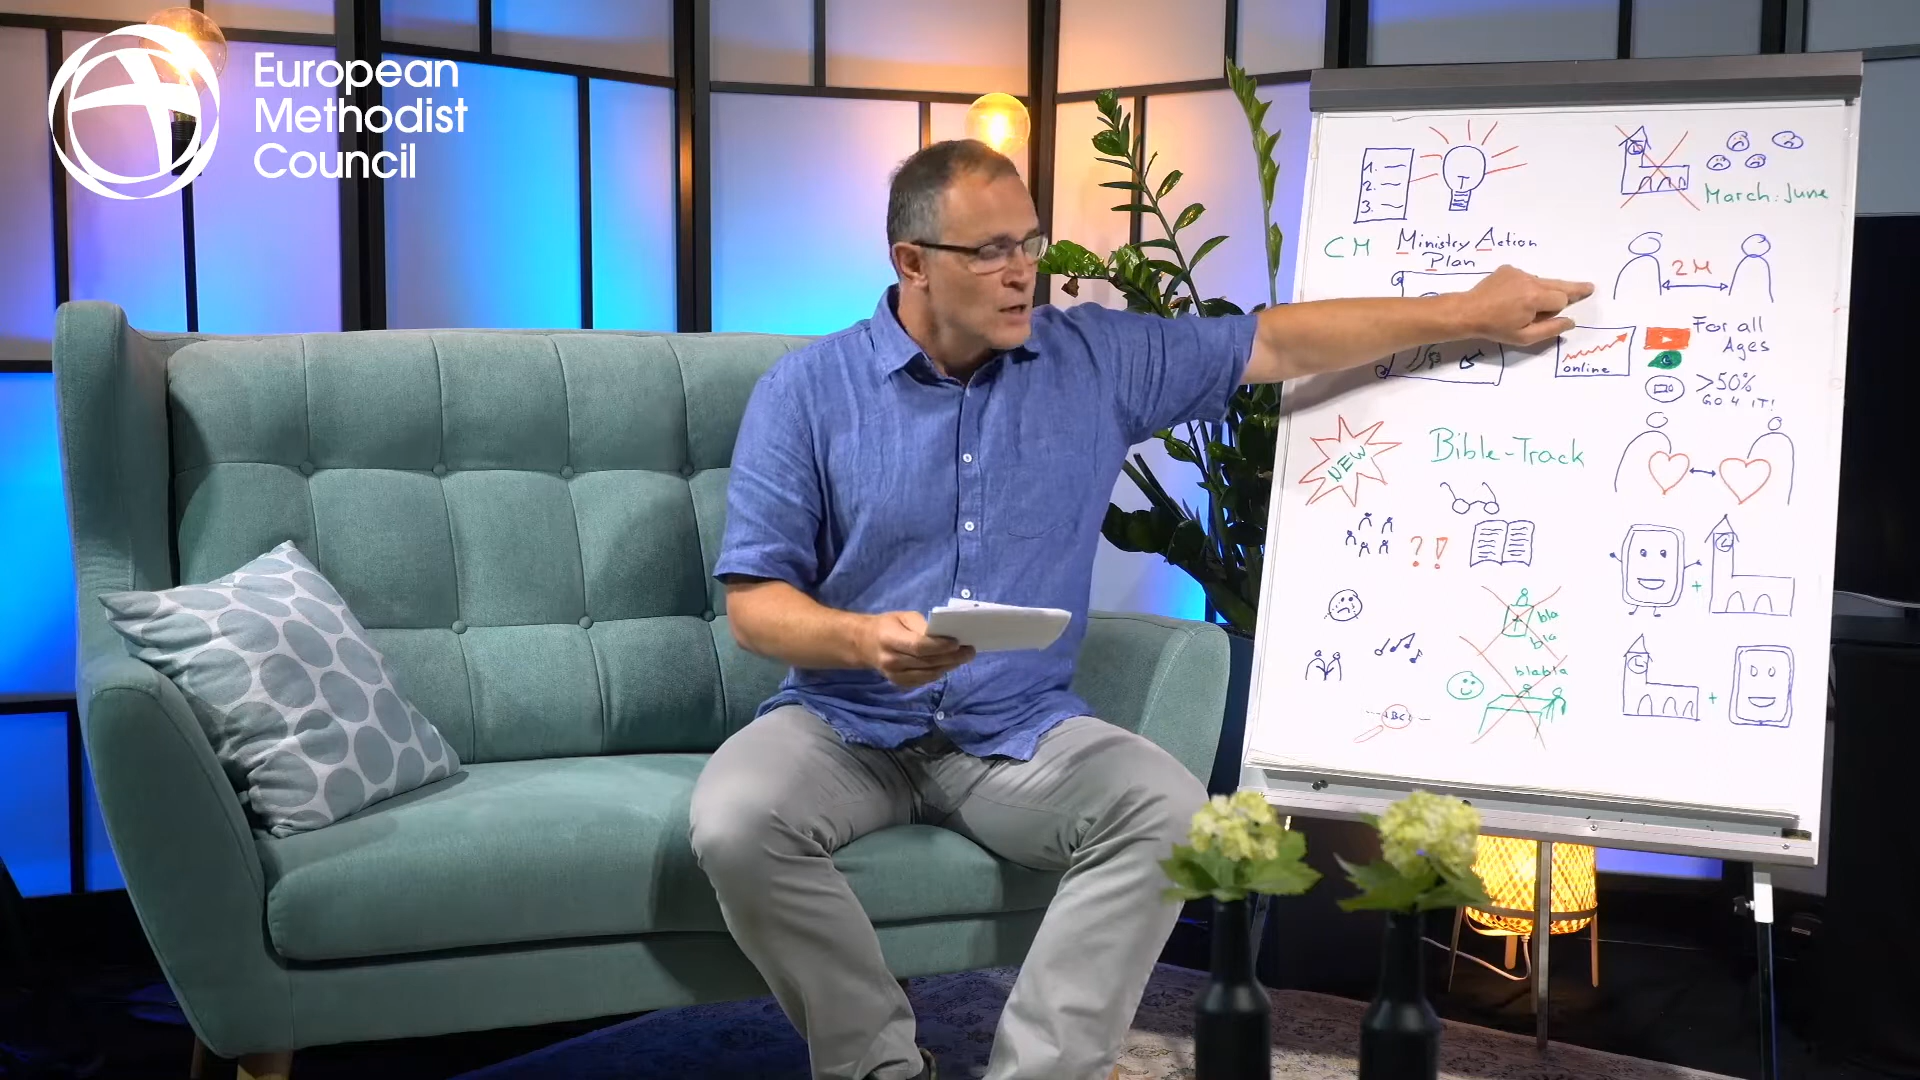 European
Methodist
Council
1.
2.
3.
March-June
CM Ministry Action
Plan
2M
For all
Ages
online
>50%
GO 4 IT!
NEW
Bible-Track
?!
bla
bla
blabla
ABC